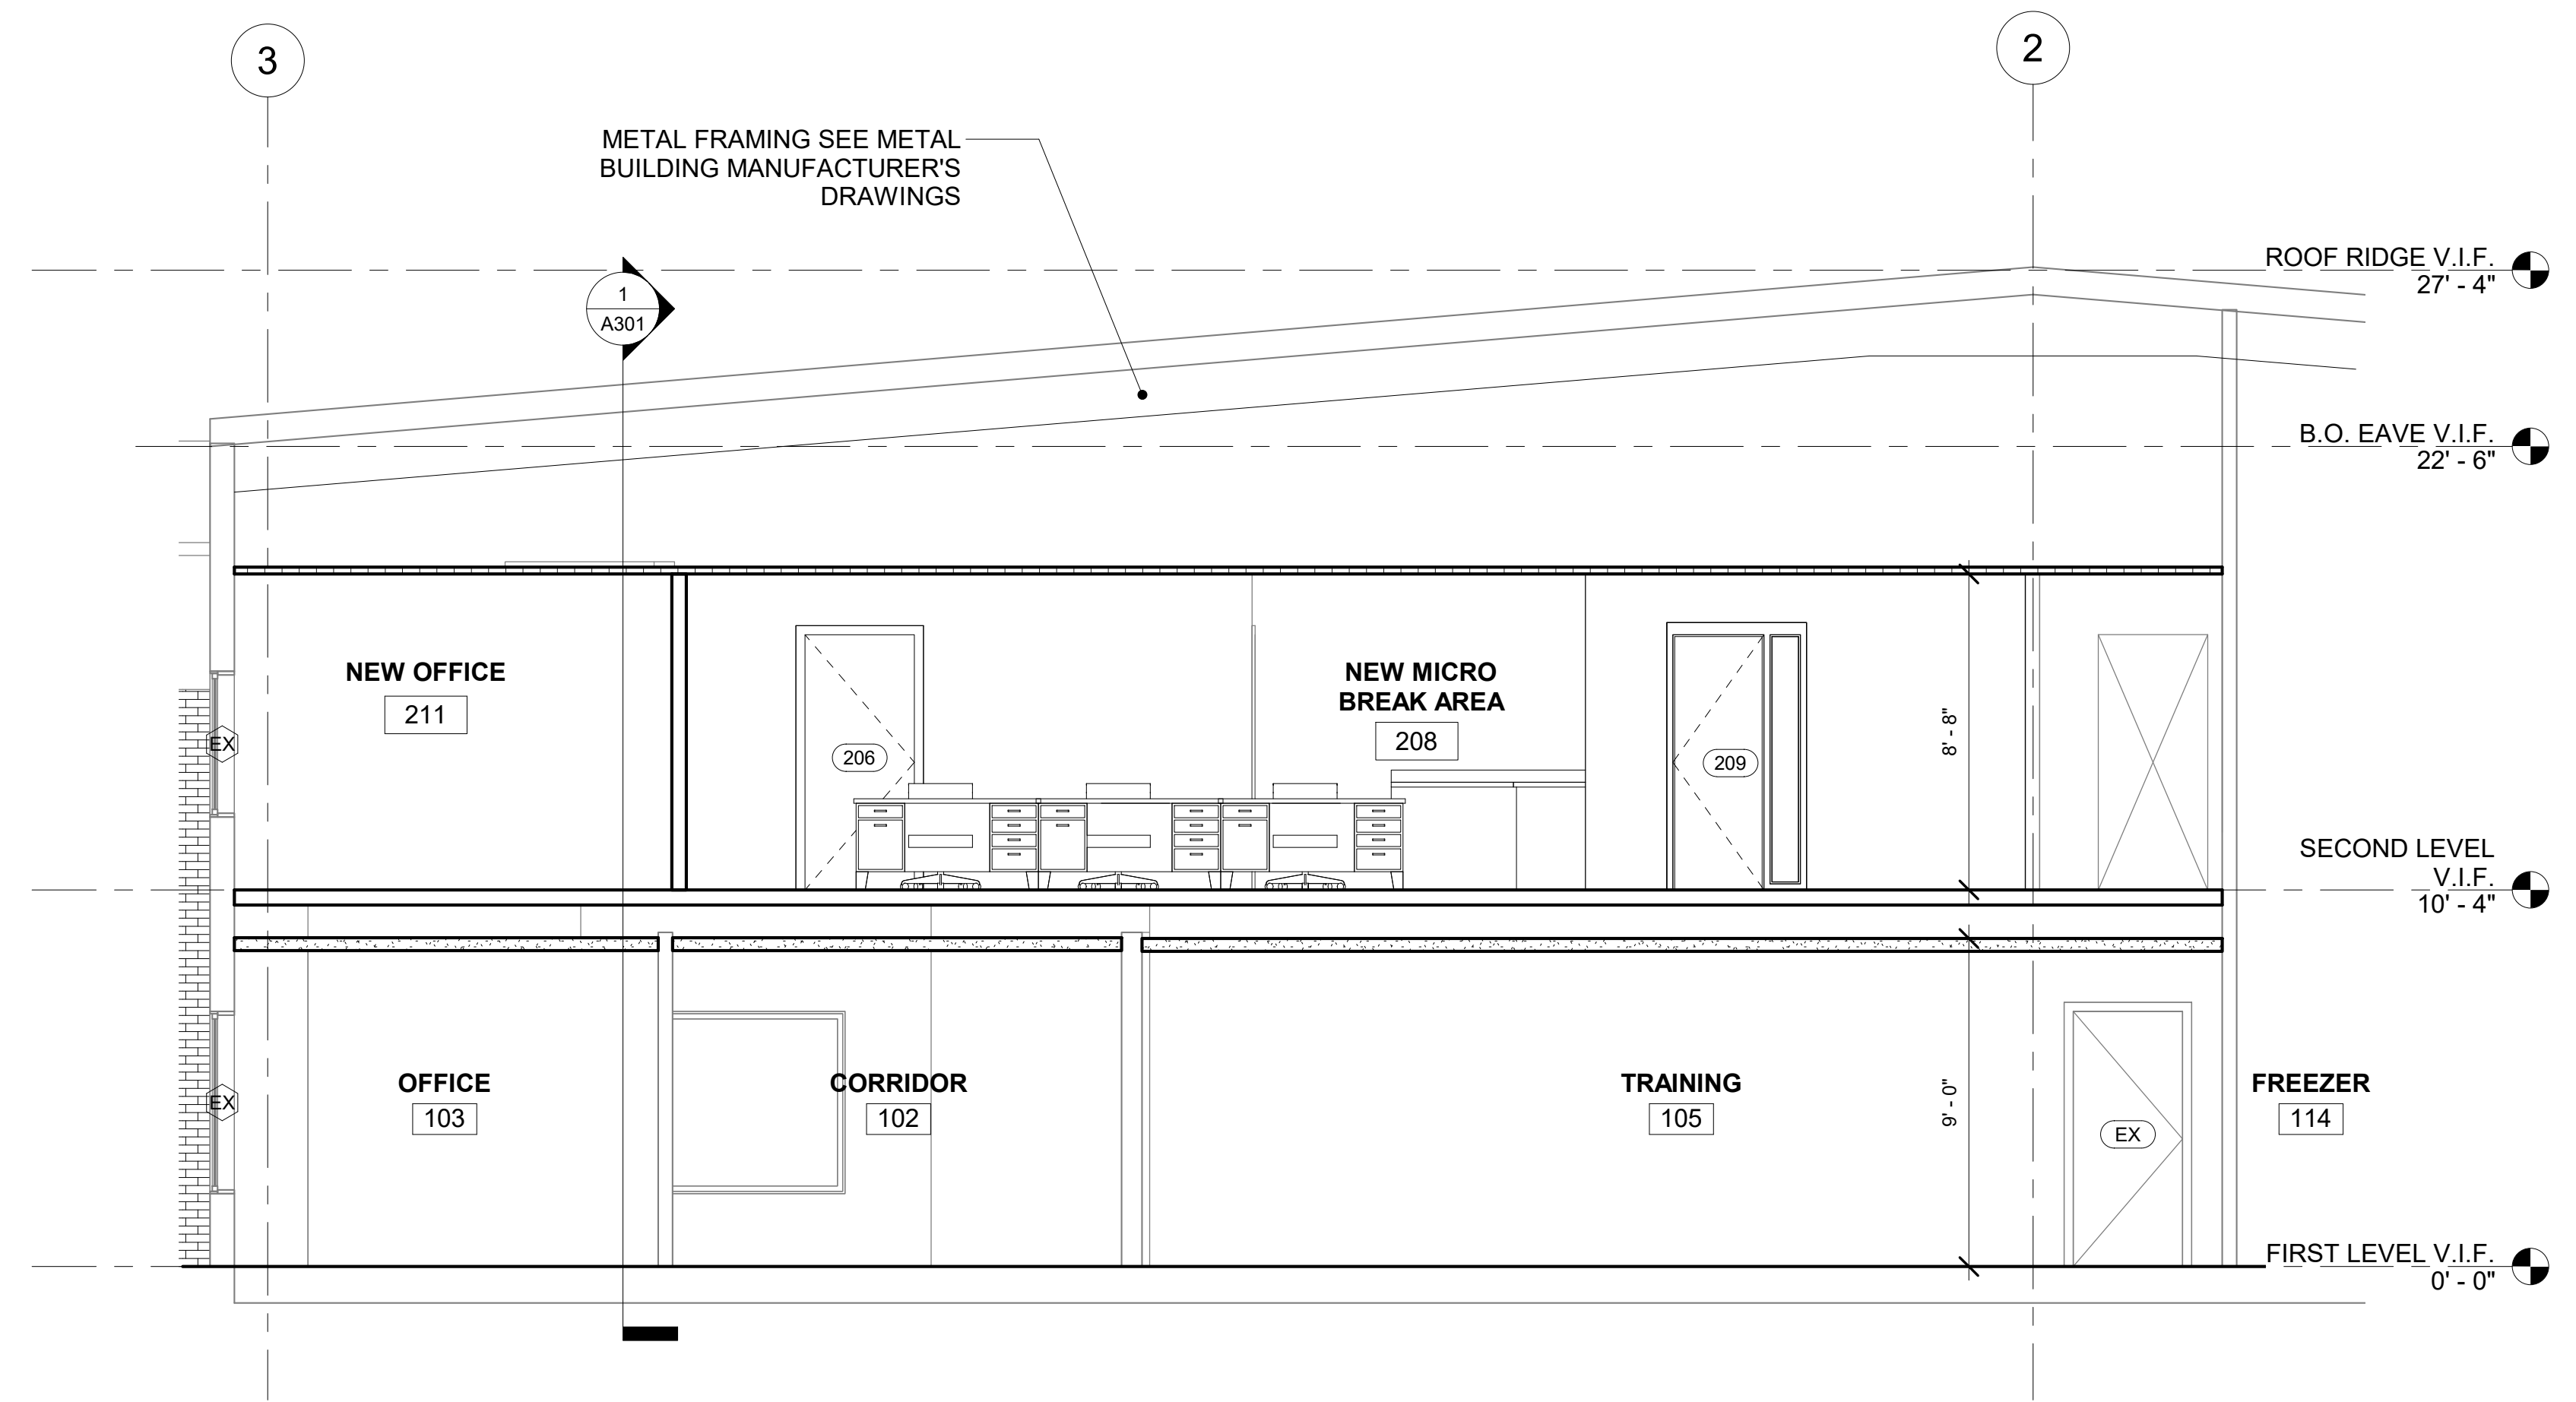 3
2
METAL FRAMING SEE METAL
BUILDING MANUFACTURER'S
DRAWINGS
ROOF RIDGE V.I.F.
27' - 4"
1
A301
B.O. EAVE V.I.F.
22' - 6"
NEW OFFICE
211
NEW MICRO
BREAK AREA
208
EX
206
209
8' - 8"
SECOND LEVEL
V.I.F.
10' - 4"
OFFICE
103
CORRIDOR
102
TRAINING
105
9' - 0"
FREEZER
114
EX
EX
FIRST LEVEL V.I.F.
0' - 0"